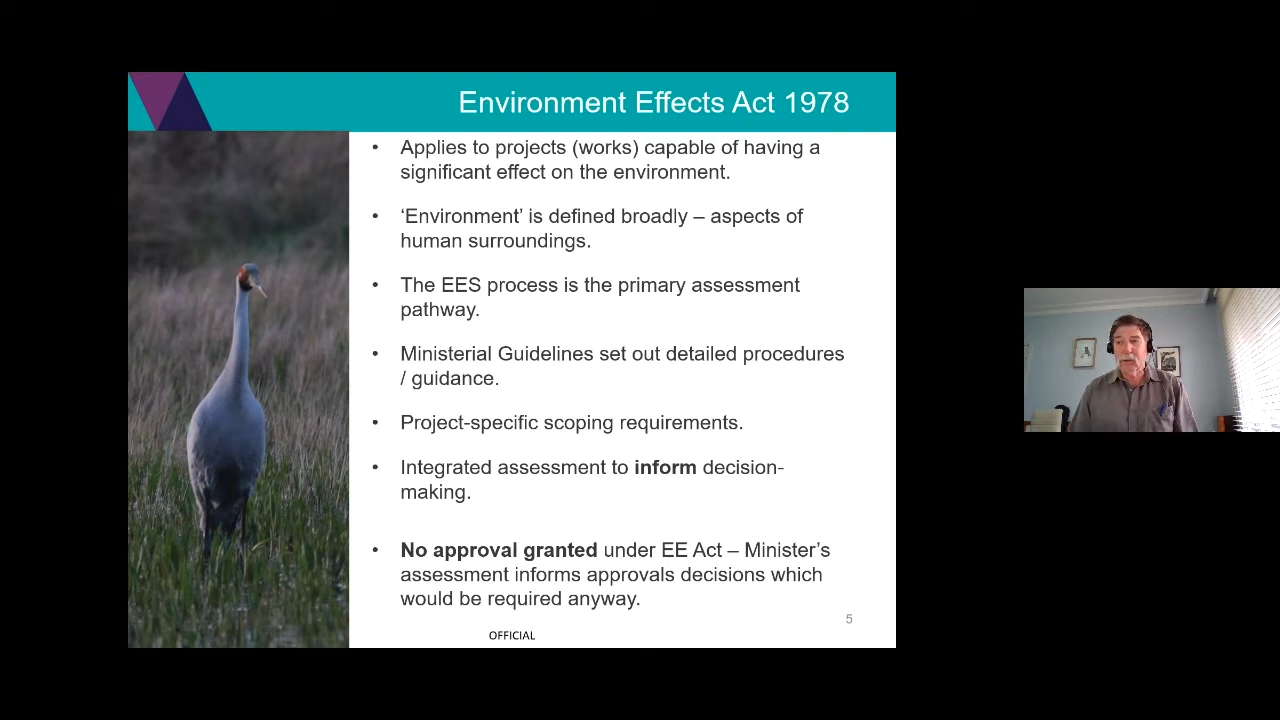 Environment Effects Act 1978
• Applies to projects (works) capable of having a
significant effect on the environment.
• ‘Environment’ is defined broadly – aspects of
human surroundings.
• The EES process is the primary assessment
pathway.
• Ministerial Guidelines set out detailed procedures
/ guidance.
• Project-specific scoping requirements.
• Integrated assessment to inform decision-
making.
• No approval granted under EE Act – Minister’s
assessment informs approvals decisions which
would be required anyway.
5
OFFICIAL